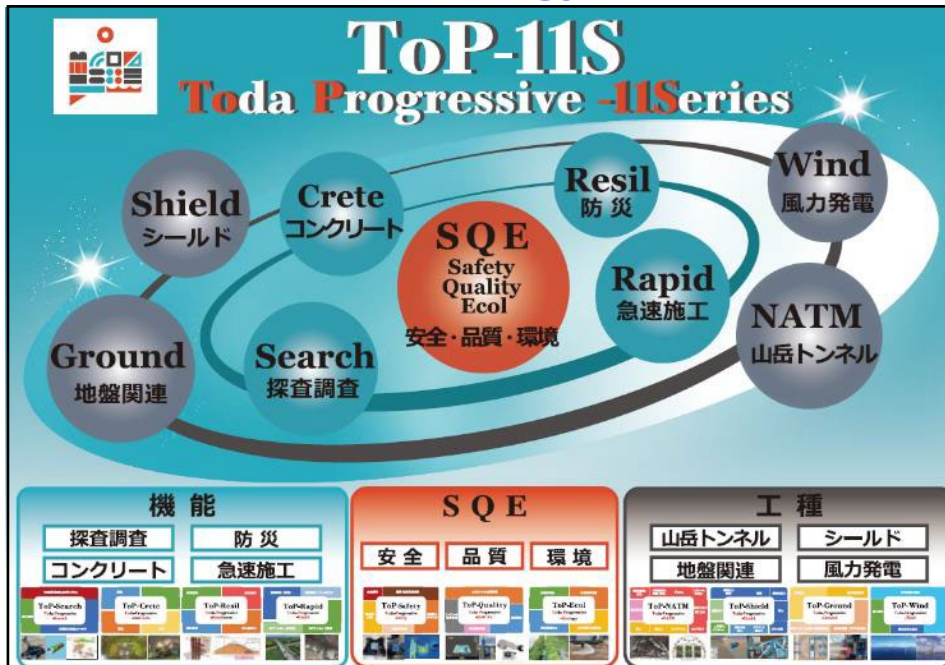 ToP-11S
Toda Progressive -11Series
Shield
シールド
Crete
コンクリート
Resil
防災
Wind
風力発電
SQE
Safety
Quality
Ecol
安全・品質・環境
Rapid
急速施工
NATM
山岳トンネル
Ground
地盤関連
Search
探査調査
機能
探査調査
防災
コンクリート
急速施工
ToP-Search
ToP-Crete
ToP-Resil
ToP-Rapid
SQE
安全
品質
環境
ToP-Safety
ToP-Quality
ToP-Ecol
工種
山岳トンネル
シールド
地盤関連
風力発電
ToP-NATM
ToP-Shield
ToP-Ground
ToP-Wind